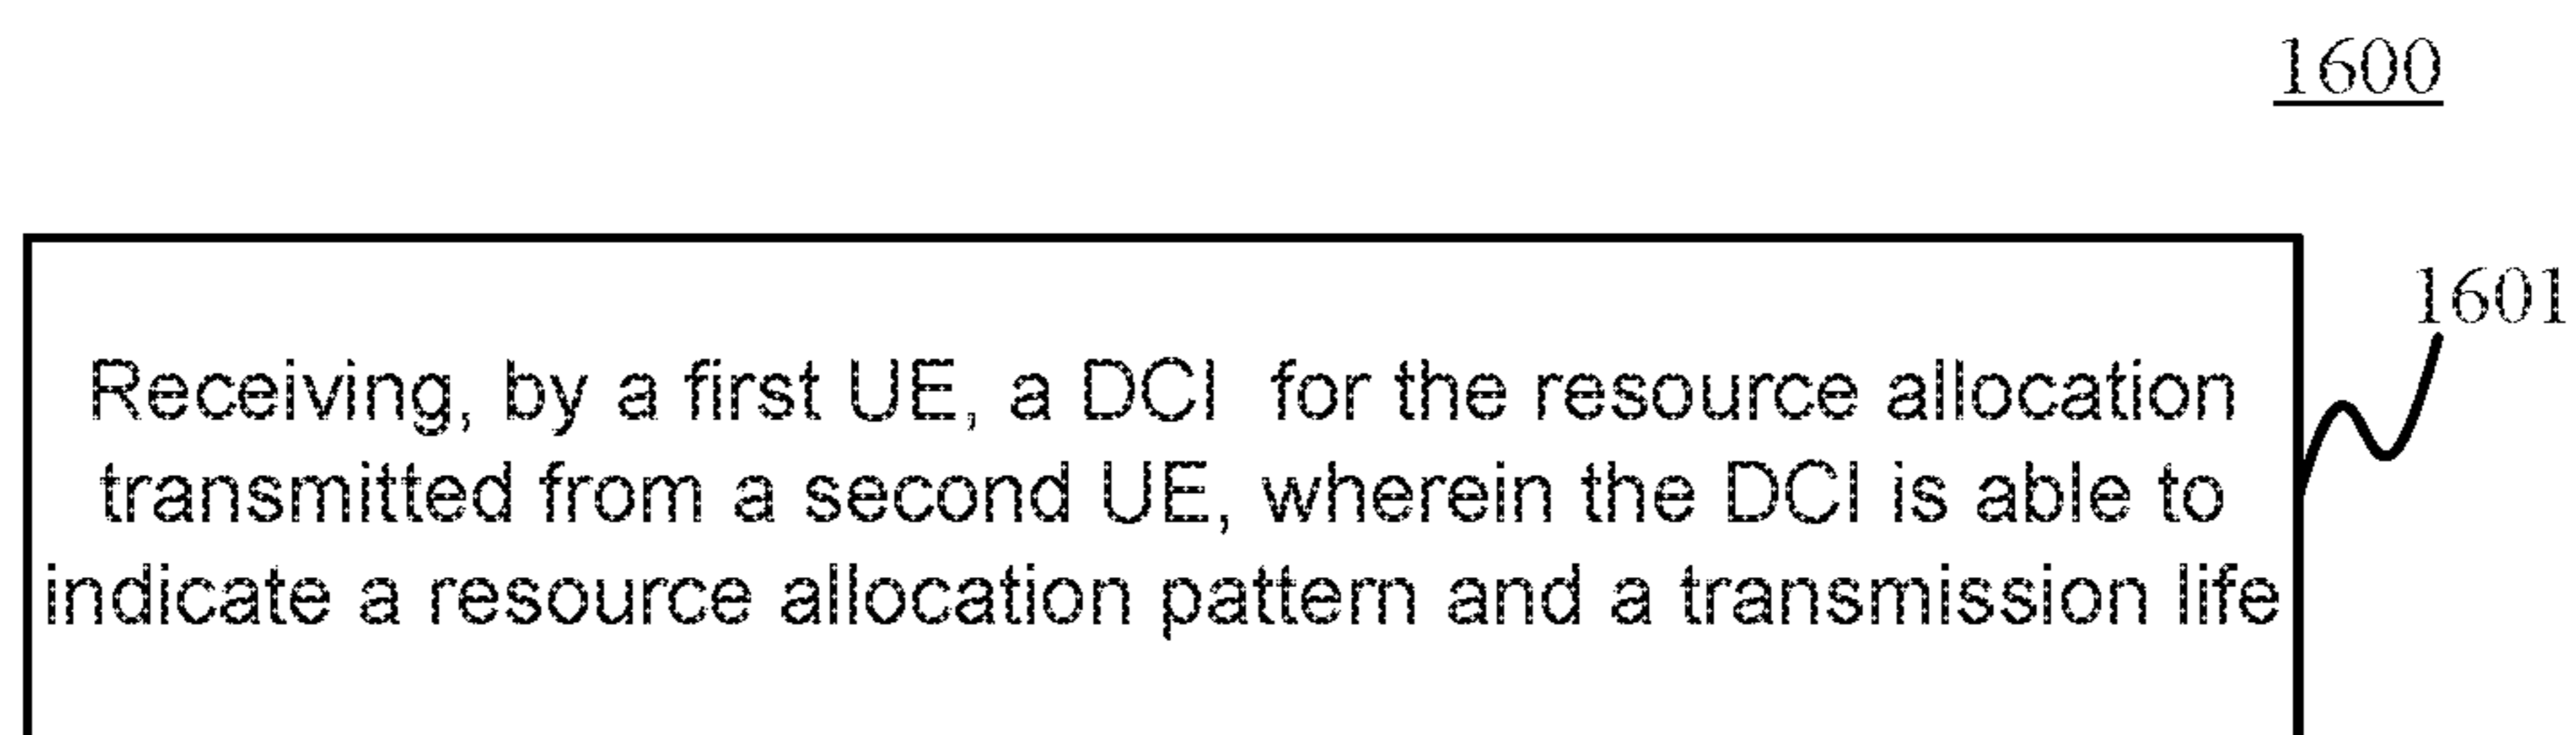 1600
1601
Receiving, by a first UE, a DCI for the resource allocation
transmitted from a second UE, wherein the DCI is able to
indicate a resource allocation pattern and a transmission life